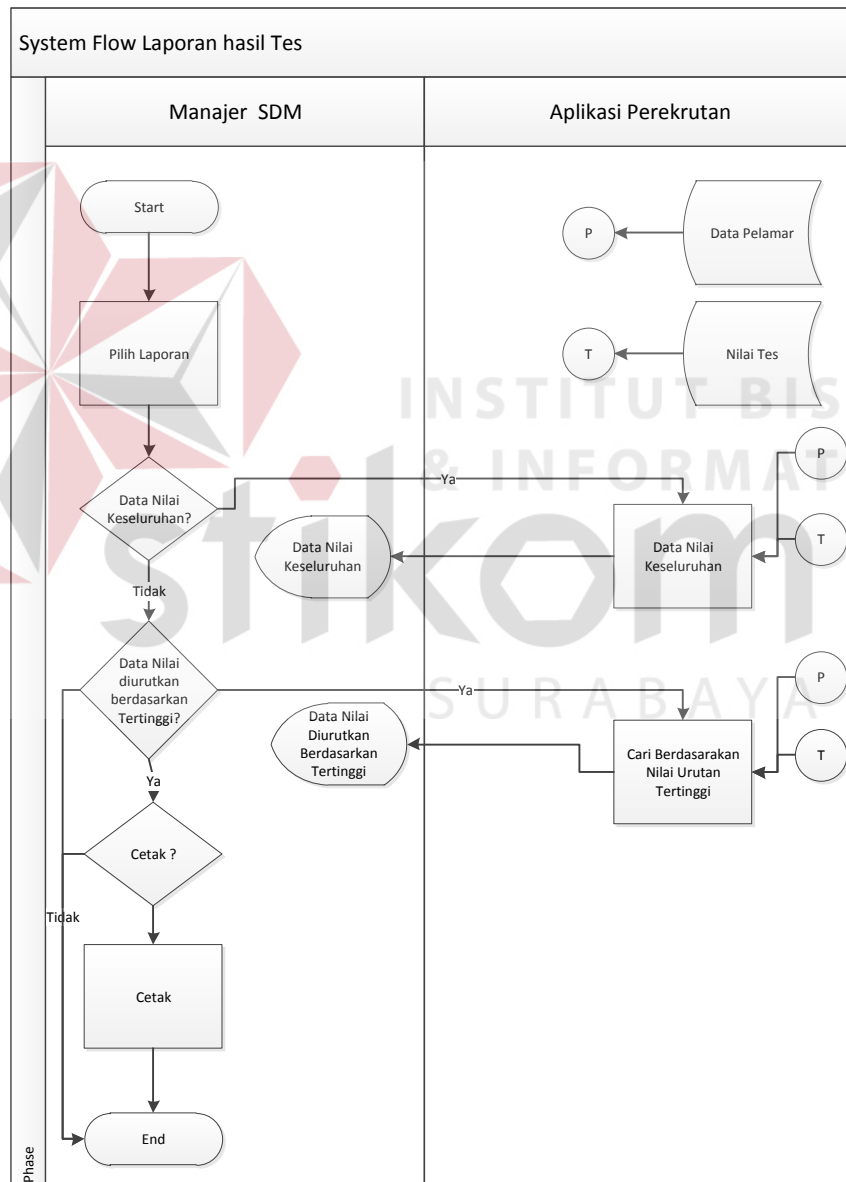 System Flow Laporan hasil Tes
Manajer SDM
Aplikasi Perekrutan
Start
P
Data Pelamar
Pilih Laporan
T
Nilai Tes
INSTITUT BIS
& INFORMAT
stikom
SURABAYA
Data Nilai
Keseluruhan?
Ya
P
Data Nilai
Keseluruhan
Data Nilai
Keseluruhan
T
Tidak
Data Nilai
diurutkan
berdasarkan
Tertinggi?
Ya
P
Data Nilai
Diurutkan
Berdasarkan
Tertinggi
Cari Berdasarakan
Nilai Urutan
Tertinggi
T
Ya
Cetak ?
Tidak
Cetak
End
Phase